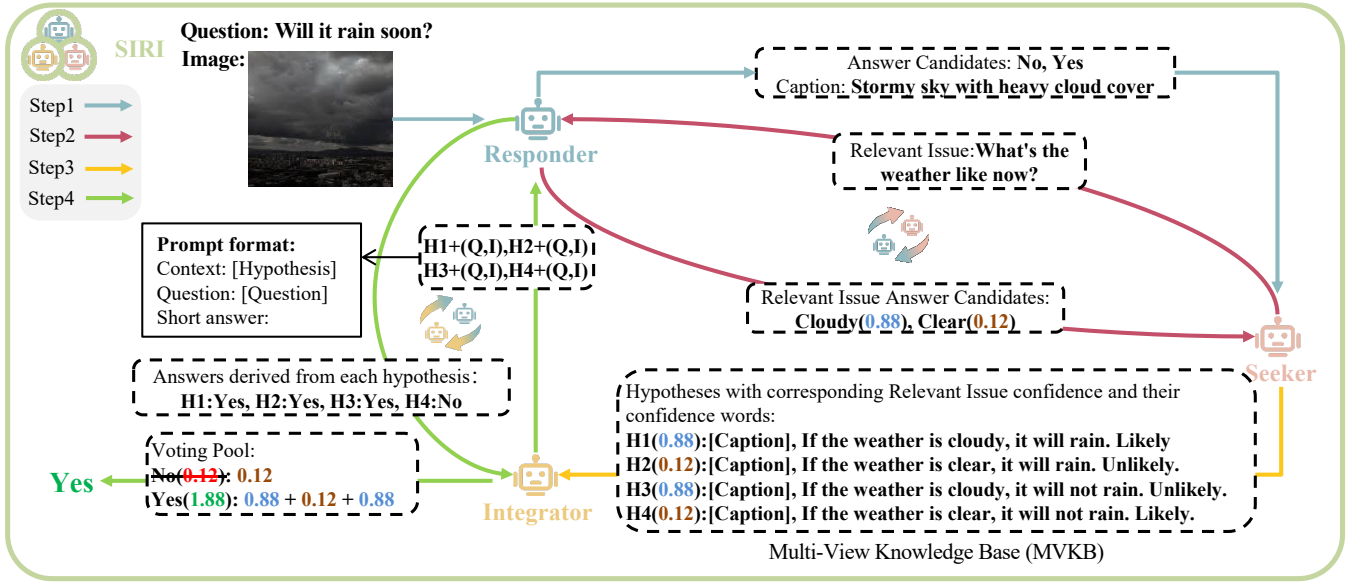 SIRI
Question: Will it rain soon?
Image:
Step1
Step2
Step3
Step4
Answer Candidates: No, Yes
Caption: Stormy sky with heavy cloud cover
Responder
Relevant Issue:What's the
weather like now?
Prompt format:
Context: [Hypothesis]
Question: [Question]
Short answer:
H1+(Q,I),H2+(Q,I)
H3+(Q,I),H4+(Q,I)
Relevant Issue Answer Candidates:
Cloudy(0.88), Clear(0.12)
Seeker
Answers derived from each hypothesis:
H1:Yes, H2:Yes, H3:Yes, H4:No
Hypotheses with corresponding Relevant Issue confidence and their
confidence words:
H1(0.88):[Caption], If the weather is cloudy, it will rain. Likely
H2(0.12):[Caption], If the weather is clear, it will rain. Unlikely.
H3(0.88):[Caption], If the weather is cloudy, it will not rain. Unlikely.
H4(0.12):[Caption], If the weather is clear, it will not rain. Likely.
Voting Pool:
No(0.12): 0.12
Yes(1.88): 0.88 + 0.12 + 0.88
Yes
Integrator
Multi-View Knowledge Base (MVKB)